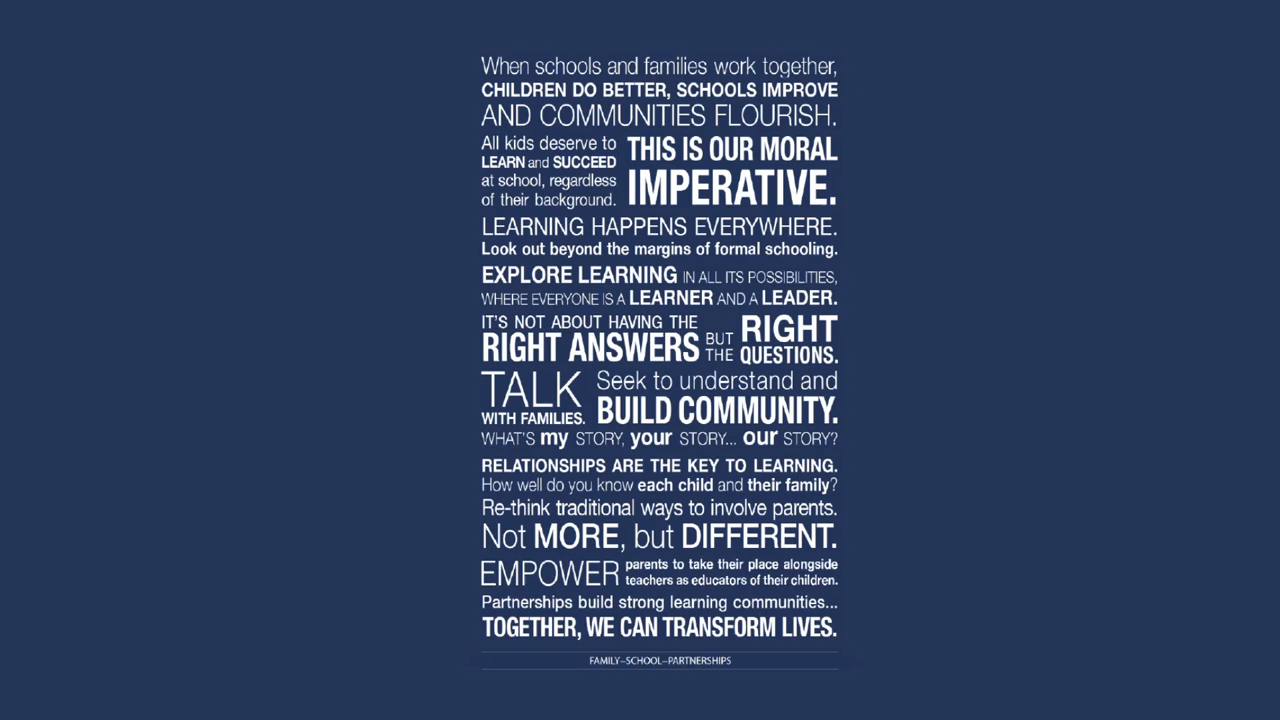 When schools and families work together,
CHILDREN DO BETTER, SCHOOLS IMPROVE
AND COMMUNITIES FLOURISH.
All kids deserve to
LEARN and SUCCEED
at school, regardless
of their background.
THIS IS OUR MORAL
IMPERATIVE.
LEARNING HAPPENS EVERYWHERE.
Look out beyond the margins of formal schooling.
EXPLORE LEARNING IN ALL ITS POSSIBILITIES,
WHERE EVERYONE IS A LEARNER AND A LEADER.
IT'S NOT ABOUT HAVING THE
RIGHT ANSWERS
BUT
THE
RIGHT
QUESTIONS.
TALK
WITH FAMILIES.
Seek to understand and
BUILD COMMUNITY.
WHAT'S my STORY, your STORY... our STORY?
RELATIONSHIPS ARE THE KEY TO LEARNING.
How well do you know each child and their family?
Re-think traditional ways to involve parents.
Not MORE, but DIFFERENT.
EMPOWER
parents to take their place alongside
teachers as educators of their children.
Partnerships build strong learning communities...
TOGETHER, WE CAN TRANSFORM LIVES.
FAMILY–SCHOOL–PARTNERSHIPS